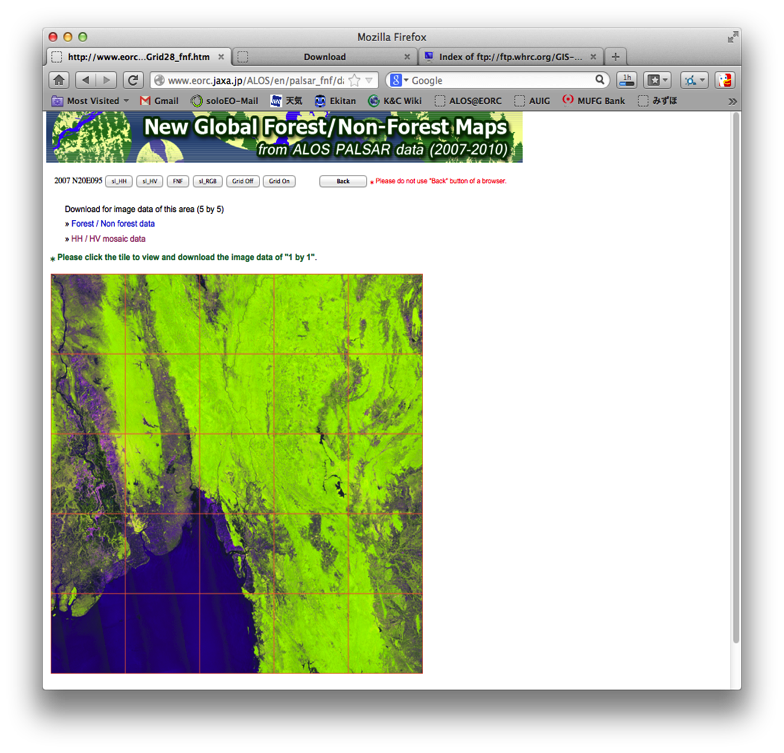 Mozilla Firefox
http://www.eorc...Grid28_fnf.htm
Download
Index of ftp://ftp.whrc.org/GIS-...
www.eorc.jaxa.jp/ALOS/en/palsar_fnf/da
Google
1h
Most Visited
Gmail
soloEO-Mail
天気
Ekitan
K&C Wiki
ALOS@EORC
AUIG
MUFG Bank
みずほ
»
New Global Forest/Non-Forest Maps
from ALOS PALSAR data (2007-2010)
2007 N20E095 sl_HH sl_HV FNF sl_RGB Grid Off Grid On Back * Please do not use "Back" button of a browser.
Download for image data of this area (5 by 5)
» Forest / Non forest data
» HH / HV mosaic data
* Please click the tile to view and download the image data of "1 by 1".